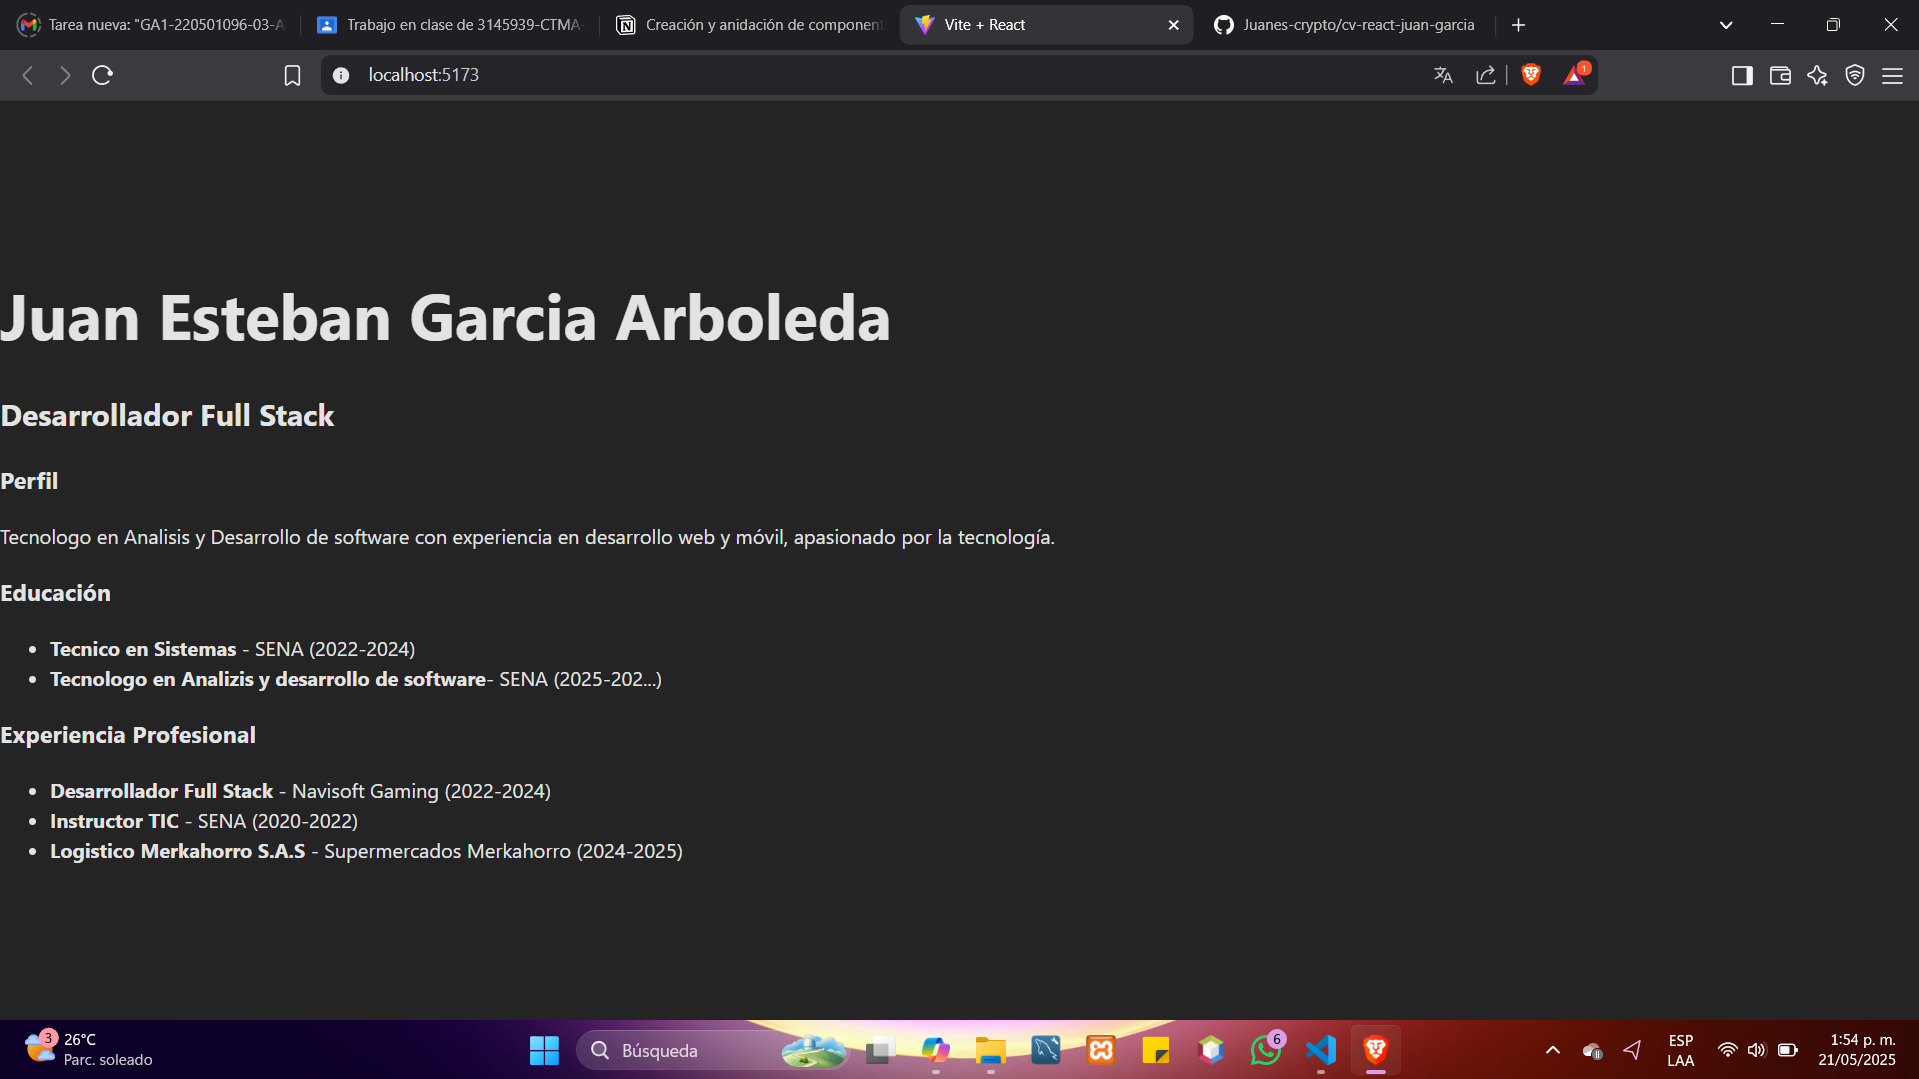 Tarea nueva: "GA1-220501096-03-A
Trabajo en clase de 3145939-CTMA-
Creación y anidación de component
Vite + React
Juanes-crypto/cv-react-juan-garcia
localhost:5173
1
Juan Esteban Garcia Arboleda
Desarrollador Full Stack
Perfil
Tecnologo en Analisis y Desarrollo de software con experiencia en desarrollo web y móvil, apasionado por la tecnología.
Educación
Tecnico en Sistemas - SENA (2022-2024)
Tecnologo en Analizis y desarrollo de software- SENA (2025-202...)
Experiencia Profesional
Desarrollador Full Stack - Navisoft Gaming (2022-2024)
Instructor TIC - SENA (2020-2022)
Logistico Merkahorro S.A.S - Supermercados Merkahorro (2024-2025)
3
26°C
Parc. soleado
Búsqueda
6
ESP
LAA
1:54 p. m.
21/05/2025